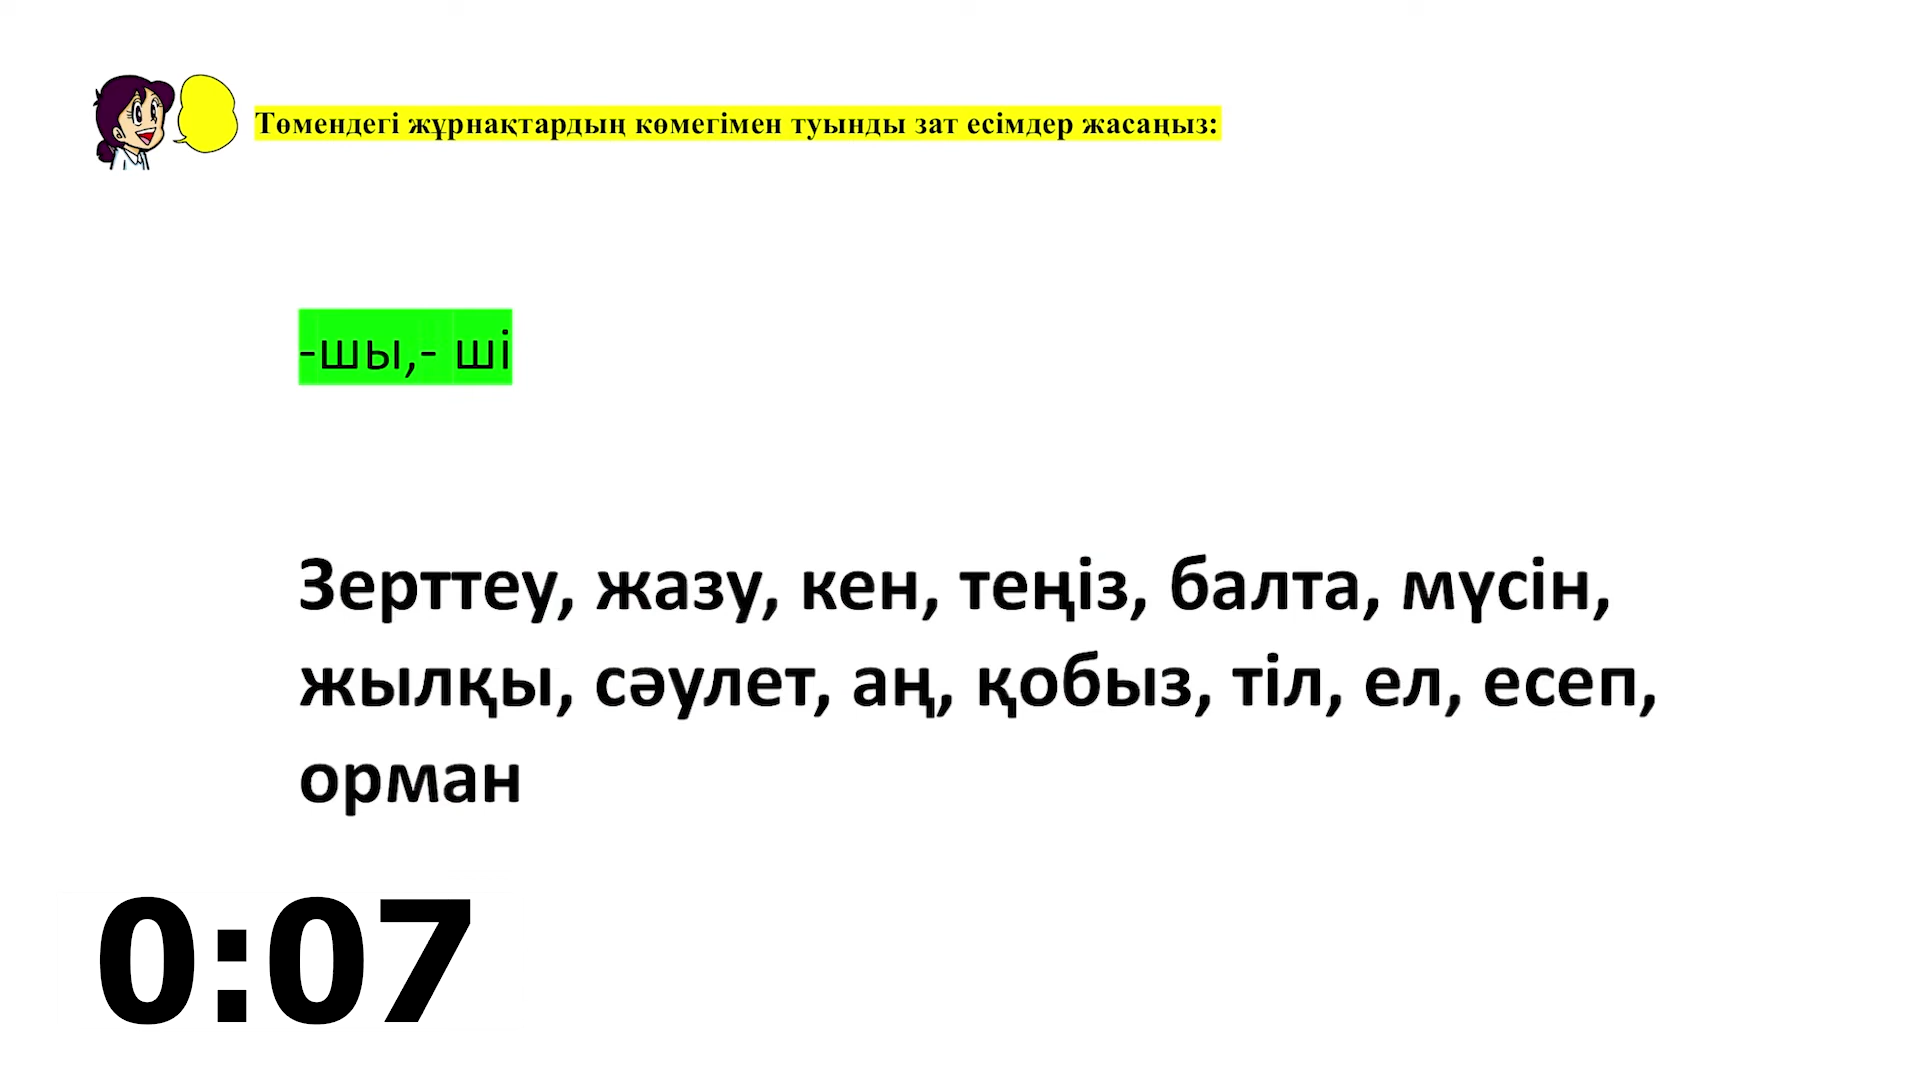 Төмендегі жұрнақтардың көмегімен туынды зат есімдер жасаңыз:
-шы,- ші
Зерттеу, жазу, кен, теңіз, балта, мүсін,
жылқы, сәулет, аң, қобыз, тіл, ел, есеп,
орман
0:07